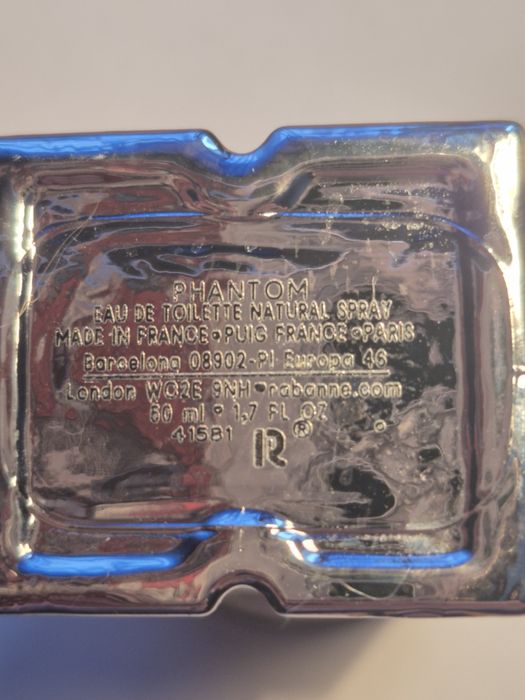 PHANTOM
EAU DE TOILETTE NATURAL SPRAY
MADE IN FRANCE•PUIG FRANCE•PARIS
Barcelona 08902-Pl Europa 46
London WC2E 9NH•rabanne.com
50 ml • 1,7 FL OZ
41581 R®